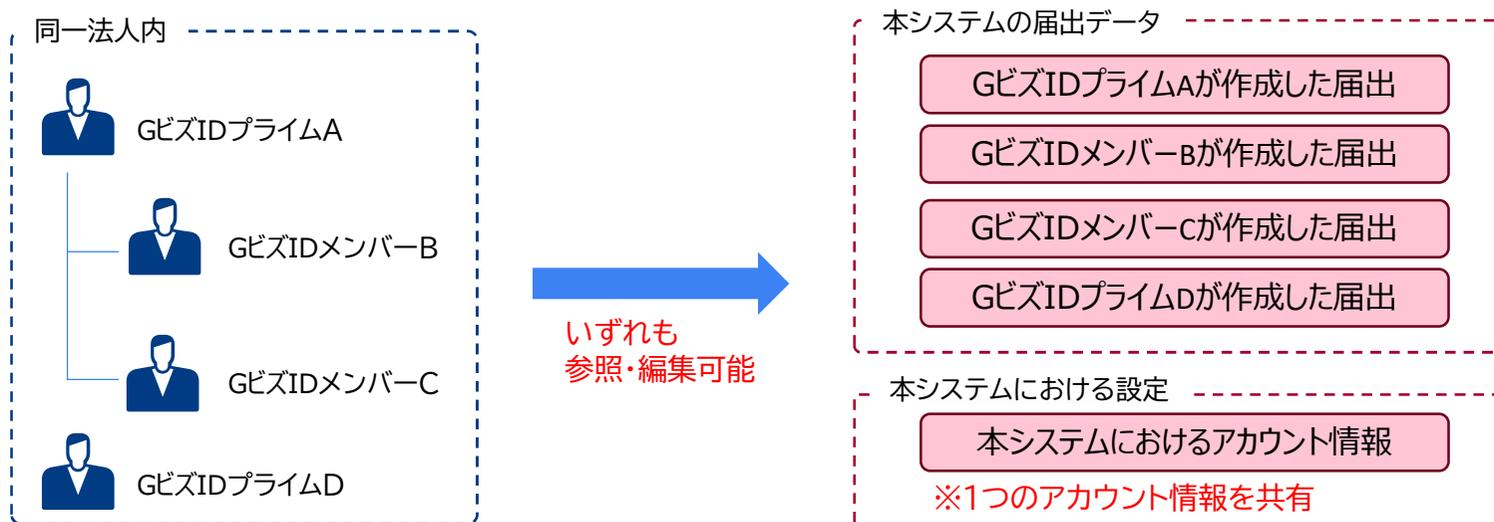 同一法人内
GビズIDプライムA
GビズIDメンバーB
GビズIDメンバーC
GビズIDプライムD
いずれも
参照・編集可能
本システムの届出データ
GビズIDプライムAが作成した届出
GビズIDメンバーBが作成した届出
GビズIDメンバーCが作成した届出
GビズIDプライムDが作成した届出
本システムにおける設定
本システムにおけるアカウント情報
※1つのアカウント情報を共有